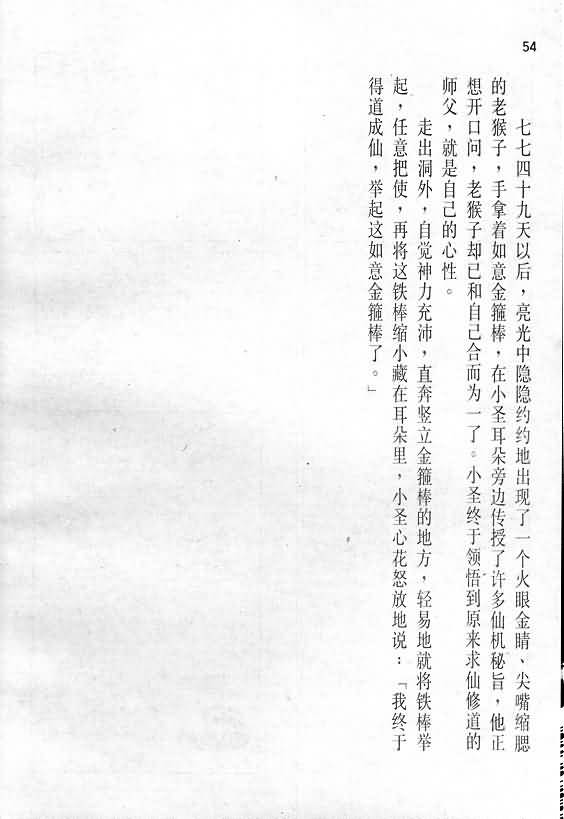 54
七七四十九天以后，亮光中隐隐约约地出现了一个火眼金睛、尖嘴缩腮
的老猴子，手拿着如意金箍棒，在小圣耳朵旁边传授了许多仙机秘旨，他正
想开口问，老猴子却已和自己合而为一了。小圣终于领悟到原来求仙修道的
师父，就是自己的心性。
走出洞外，自觉神力充沛，直奔竖立金箍棒的地方，轻易地就将铁棒举
起，任意把使，再将这铁棒缩小藏在耳朵里，小圣心花怒放地说：「我终于
得道成仙，举起这如意金箍棒了。」